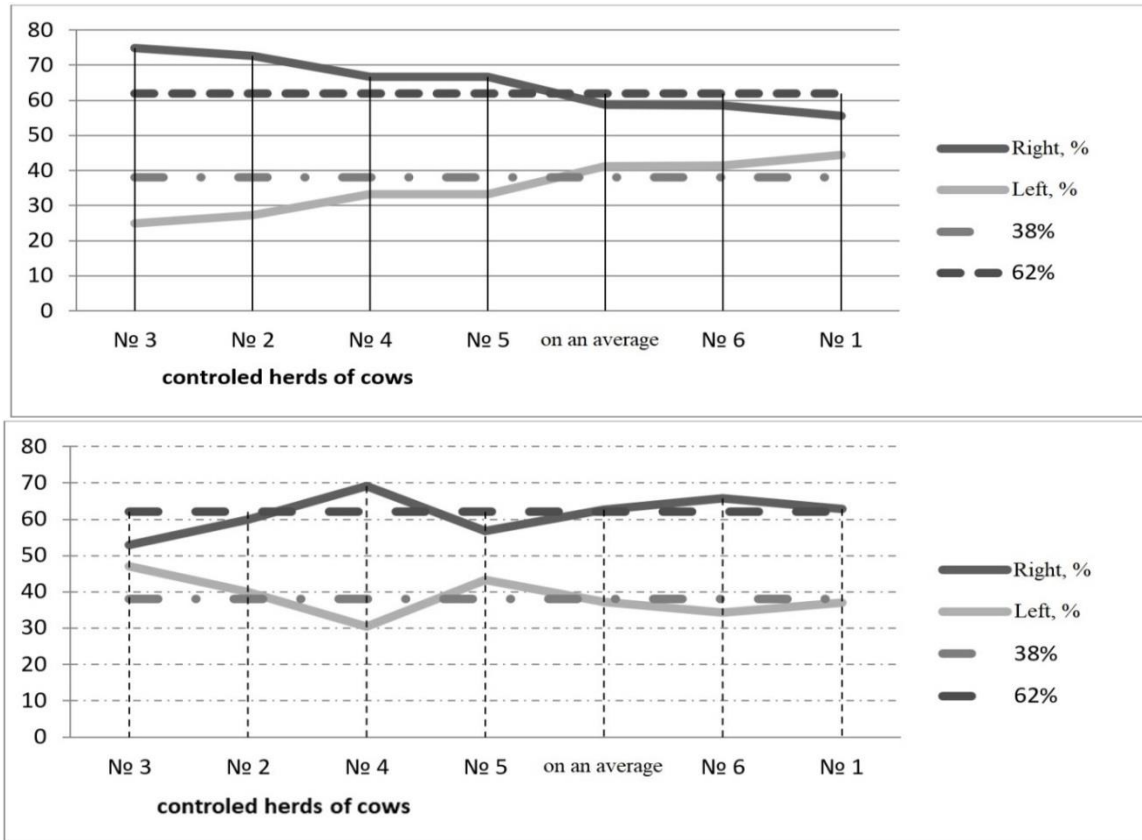 80
70
60
50
40
30
20
10
0
№ 3 № 2 № 4 № 5 on an average № 6 № 1
controled herds of cows
Right, %
Left, %
38%
62%
80
70
60
50
40
30
20
10
0
№ 3 № 2 № 4 № 5 on an average № 6 № 1
controled herds of cows
Right, %
Left, %
38%
62%